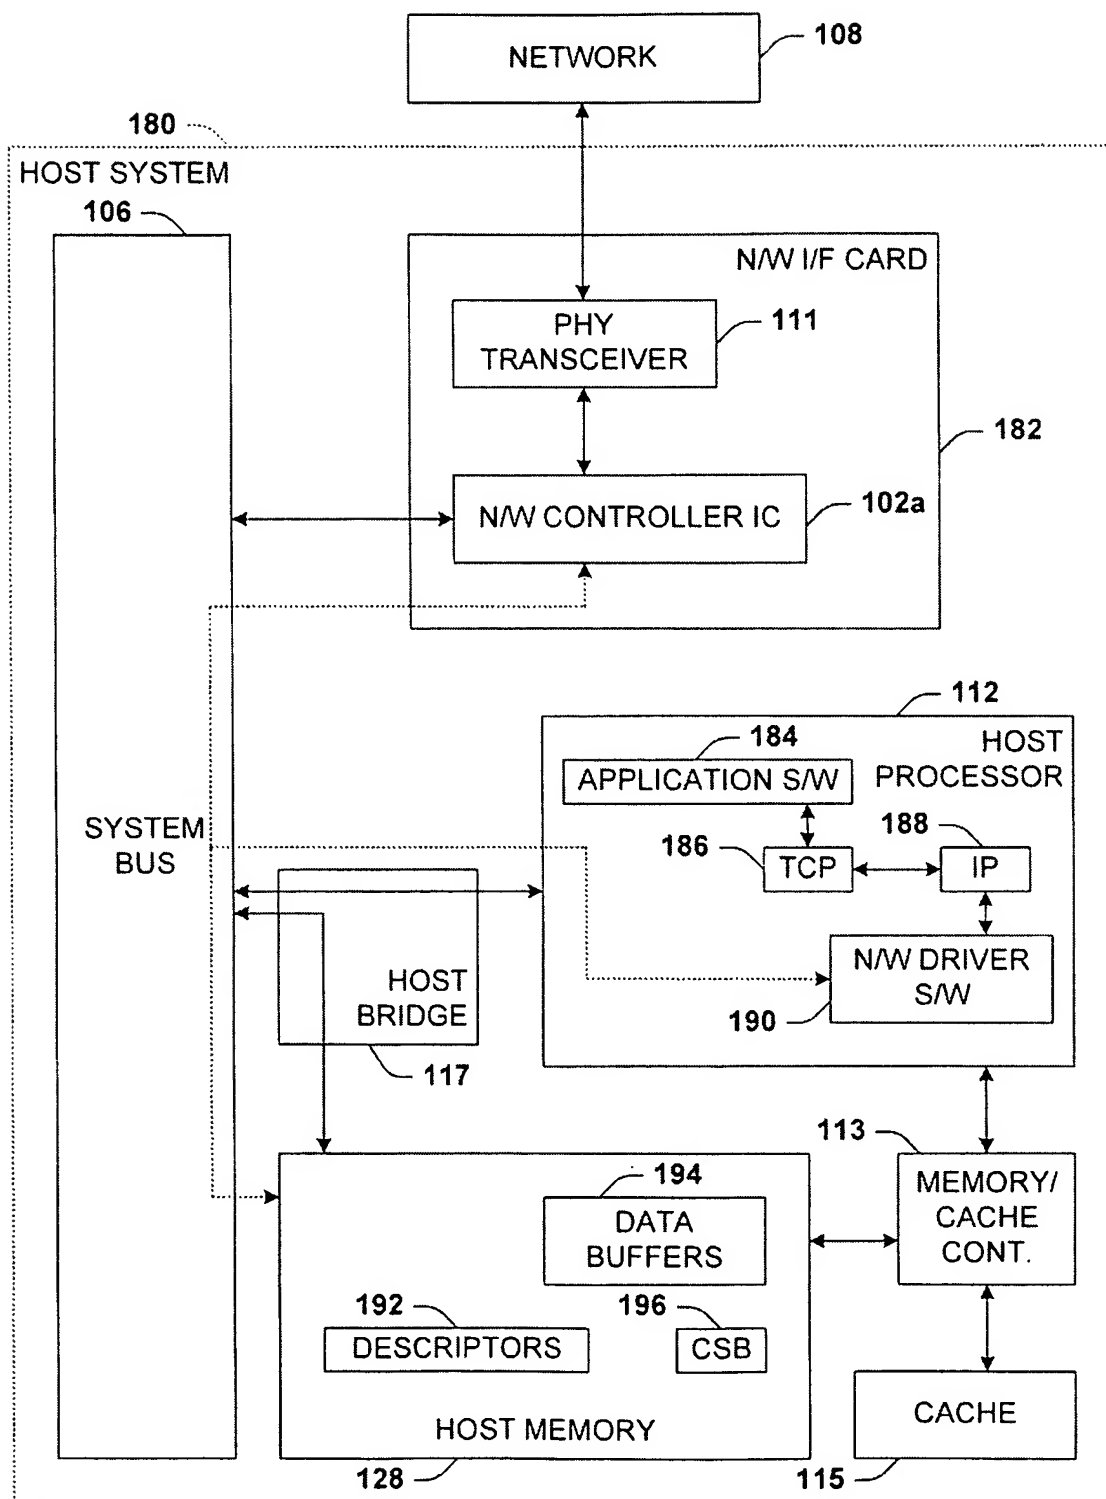 NETWORK
108
180
HOST SYSTEM
106
N/W I/F CARD
PHY
TRANSCEIVER
111
182
N/W CONTROLLER IC
102a
112
184
HOST
PROCESSOR
APPLICATION S/W
SYSTEM
BUS
186
TCP
188
IP
HOST
BRIDGE
117
N/W DRIVER
S/W
190
113
MEMORY/
CACHE
CONT.
194
DATA
BUFFERS
192
DESCRIPTORS
196
CSB
HOST MEMORY
128
CACHE
115